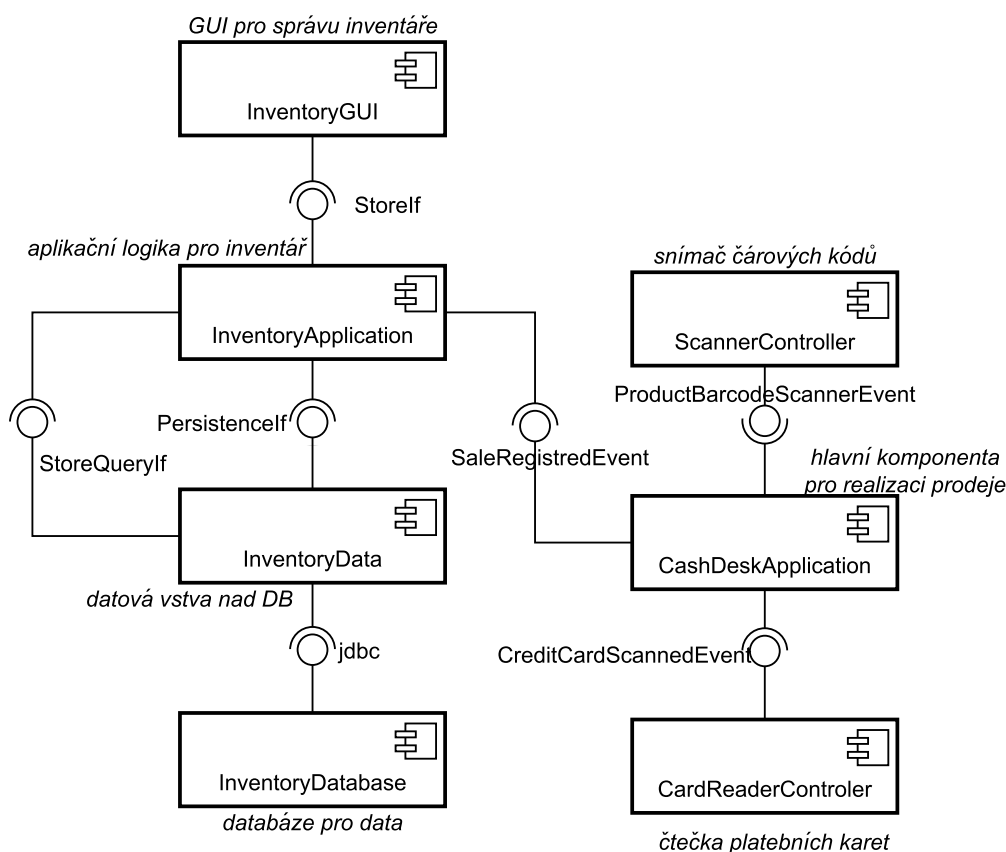 GUI pro správu inventáře
InventoryGUI
StoreIf
aplikační logika pro inventář
InventoryApplication
snímač čárových kódů
ScannerController
ProductBarcodeScannerEvent
PersistenceIf
StoreQueryIf
SaleRegistredEvent
hlavní komponenta
pro realizaci prodeje
InventoryData
CashDeskApplication
datová vstva nad DB
jdbc
CreditCardScannedEvent
InventoryDatabase
CardReaderControler
databáze pro data
čtečka platebních karet